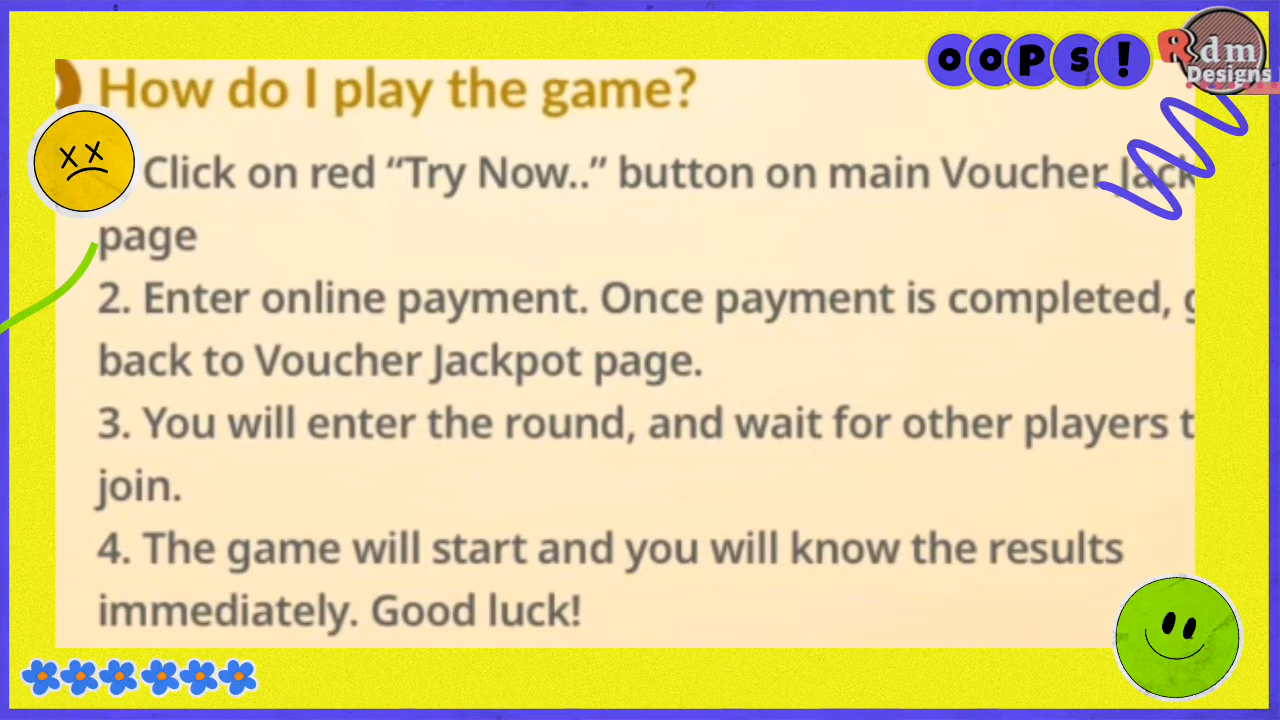 OOPS!
Rdm
Designs
How do I play the game?
Click on red “Try Now..” button on main Voucher Jack
page
2. Enter online payment. Once payment is completed,
back to Voucher Jackpot page.
3. You will enter the round, and wait for other players
join.
4. The game will start and you will know the results
immediately. Good luck!